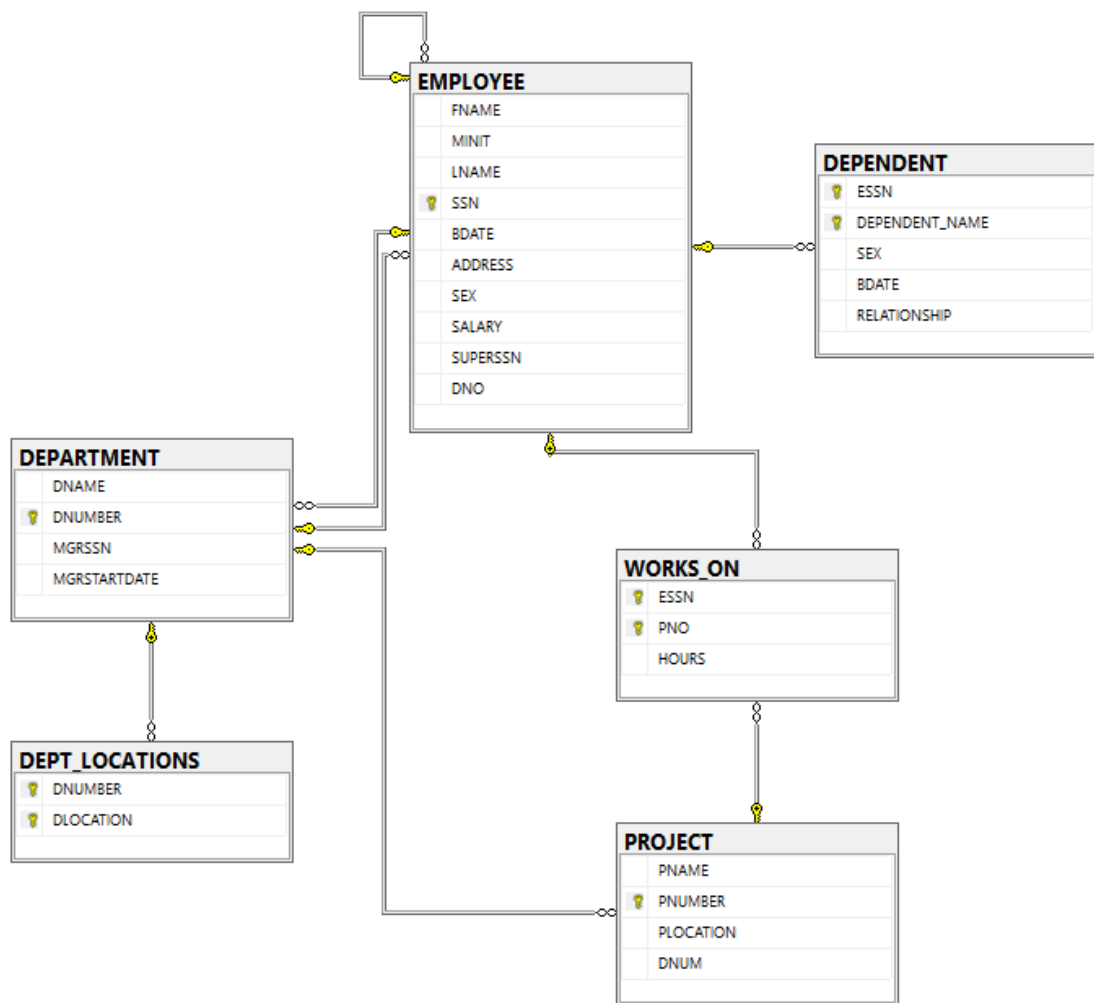 EMPLOYEE
FNAME
MINIT
LNAME
SSN
BDATE
ADDRESS
SEX
SALARY
SUPERSSN
DNO
DEPENDENT
ESSN
DEPENDENT_NAME
SEX
BDATE
RELATIONSHIP
DEPARTMENT
DNAME
DNUMBER
MGRSSN
MGRSTARTDATE
WORKS_ON
ESSN
PNO
HOURS
DEPT_LOCATIONS
DNUMBER
DLOCATION
PROJECT
PNAME
PNUMBER
PLOCATION
DNUM